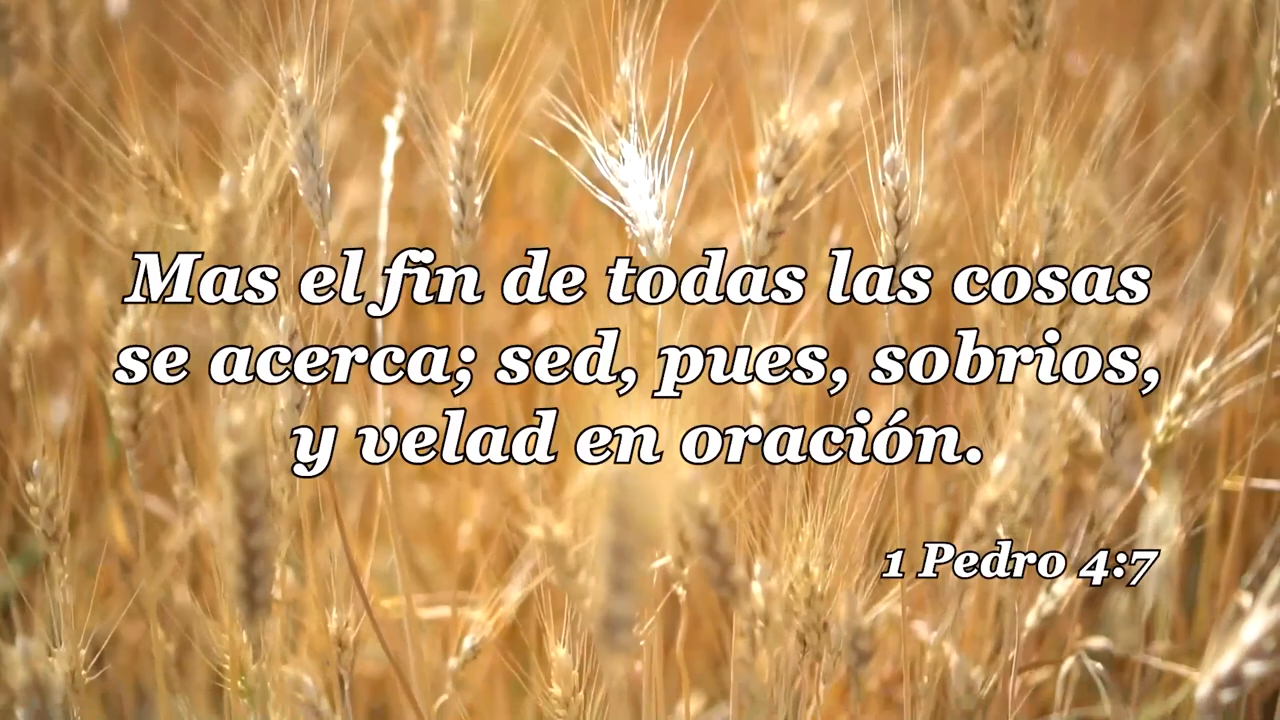 Mas el fin de todas las cosas
se acerca; sed, pues, sobrios,
y velad en oración.
1 Pedro 4:7